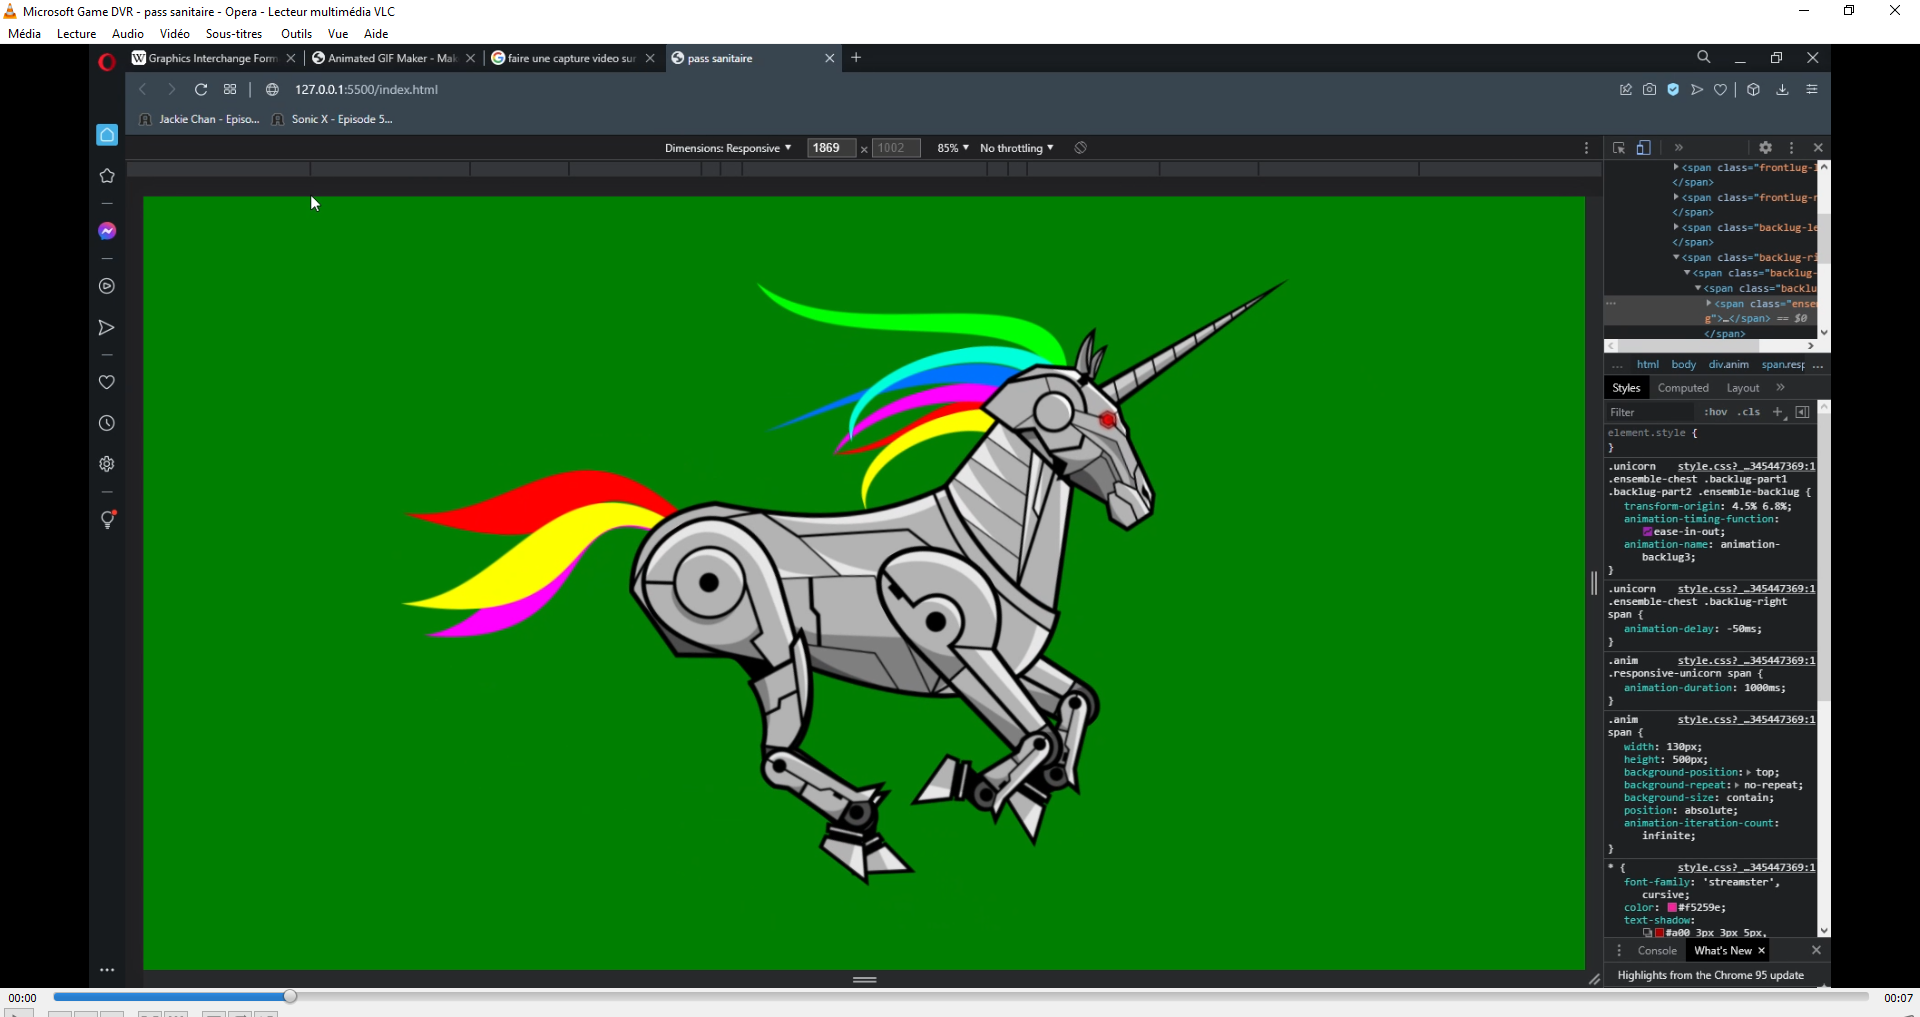 Microsoft Game DVR - pass sanitaire - Opera - Lecteur multimédia VLC
Média Lecture Audio Vidéo Sous-titres Outils Vue Aide
Graphics Interchange Form Animated GIF Maker - Mak faire une capture video sur pass sanitaire
127.0.0.1:5500/index.html
Jackie Chan - Episo... Sonic X - Episode 5...
Dimensions: Responsive 1869 x 1002 85% No throttling
<span class="frontlug-l
</span>
<span class="frontlug-r
</span>
<span class="backlug-le
</span>
<span class="backlug-ri
<span class="backlug-
<span class="backlu
<span class="ensem
g">…</span> == $0
</span>
... html body div.anim span.resp ...
Styles Computed Layout
Filter :hov .cls +
element.style {
}
.unicorn style.css?_…345447369:1
.ensemble-chest .backlug-part1
.backlug-part2 .ensemble-backlug {
transform-origin: 4.5% 6.8%;
animation-timing-function:
ease-in-out;
animation-name: animation-
backlug3;
}
.unicorn style.css?_…345447369:1
.ensemble-chest .backlug-right
span {
animation-delay: -50ms;
}
.anim style.css?_…345447369:1
.responsive-unicorn span {
animation-duration: 1000ms;
}
.anim style.css?_…345447369:1
span {
width: 130px;
height: 500px;
background-position: top;
background-repeat: no-repeat;
background-size: contain;
position: absolute;
animation-iteration-count:
infinite;
}
* { style.css?_…345447369:1
font-family: 'streamster',
cursive;
color: #f5259e;
text-shadow:
#a00 3px 3px 5px,
Console What's New
Highlights from the Chrome 95 update
00:00 00:07